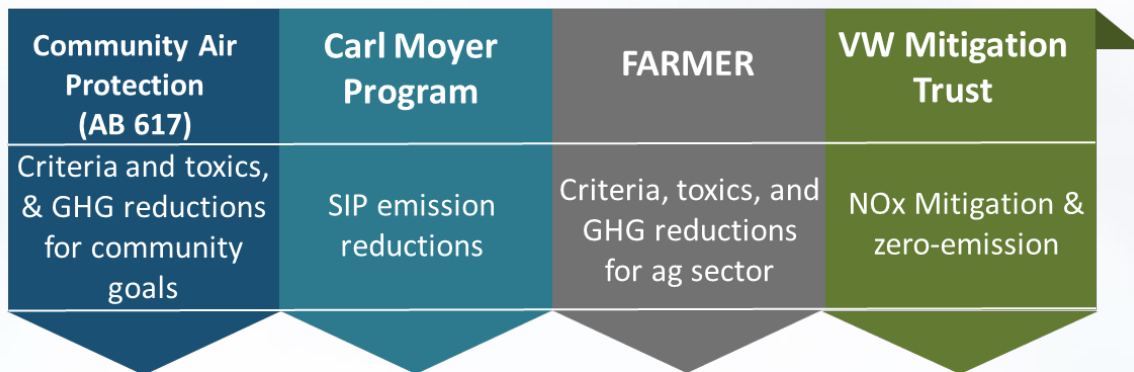 Community Air
Protection
(AB 617)
Criteria and toxics,
& GHG reductions
for community
goals
Carl Moyer
Program
SIP emission
reductions
FARMER
Criteria, toxics, and
GHG reductions
for ag sector
VW Mitigation
Trust
NOx Mitigation &
zero-emission